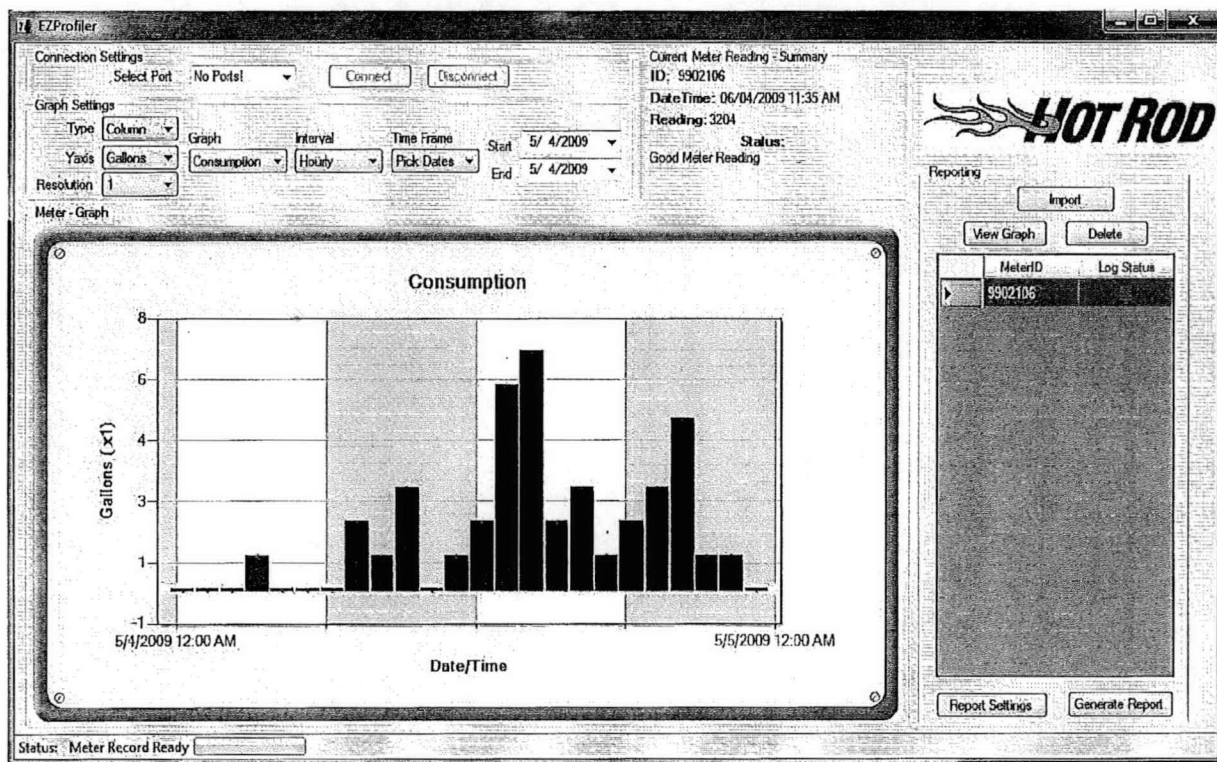 EZProfiler
Connection Settings
Select Port No Ports! Connect Disconnect
Graph Settings
Type Column
Yaxis Gallons
Resolution 1
Graph
Consumption
Interval
Hourly
Time Frame
Pick Dates
Start 5/ 4/2009
End 5/ 4/2009
Current Meter Reading - Summary
ID: 9902106
DateTime: 06/04/2009 11:35 AM
Reading: 3204
Status:
Good Meter Reading
HOT ROD
Reporting
Import
View Graph Delete
MeterID Log Status
9902106
Report Settings Generate Report
Meter - Graph
Consumption
8
6
4
3
1
-1
Gallons (x1)
5/4/2009 12:00 AM 5/5/2009 12:00 AM
Date/Time
Status: Meter Record Ready